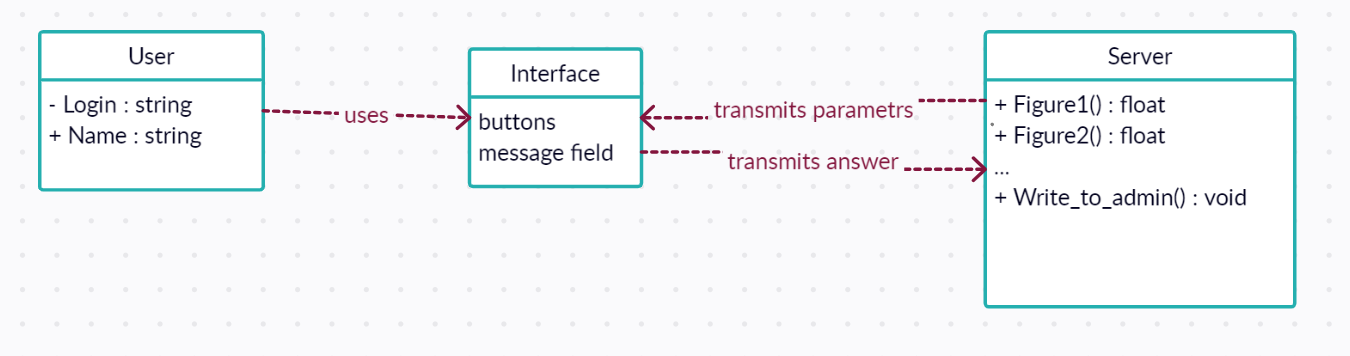 User
- Login : string
+ Name : string
uses
Interface
buttons
message field
transmits parametrs
transmits answer
Server
+ Figure1() : float
+ Figure2() : float
...
+ Write_to_admin() : void